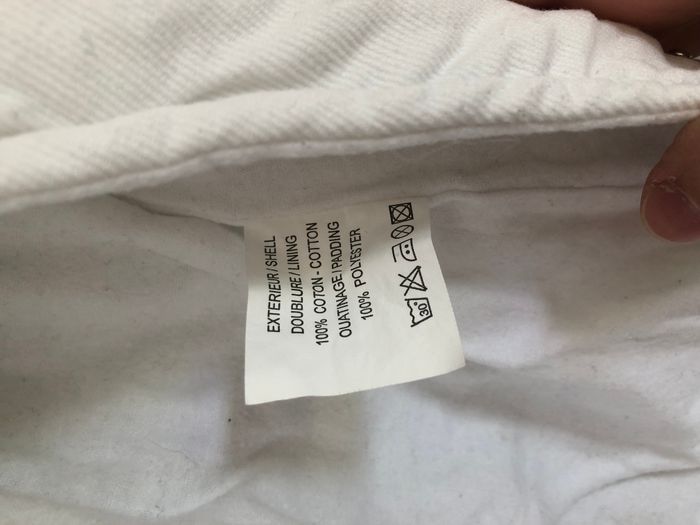 EXTERIEUR/SHELL
DOUBLURE/LINING
100% COTON-COTTON
OUATINAGE/PADDING
100% POLYESTER
30°